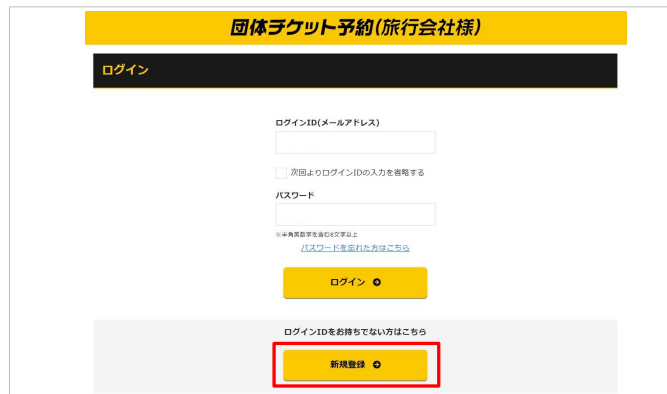 団体チケット予約(旅行会社様)
ログイン
ログインID(メールアドレス)
次回よりログインIDの入力を省略する
パスワード
※半角英数字を含む6文字以上
パスワードを忘れた方はこちら
ログイン
ログインIDをお持ちでない方はこちら
新規登録